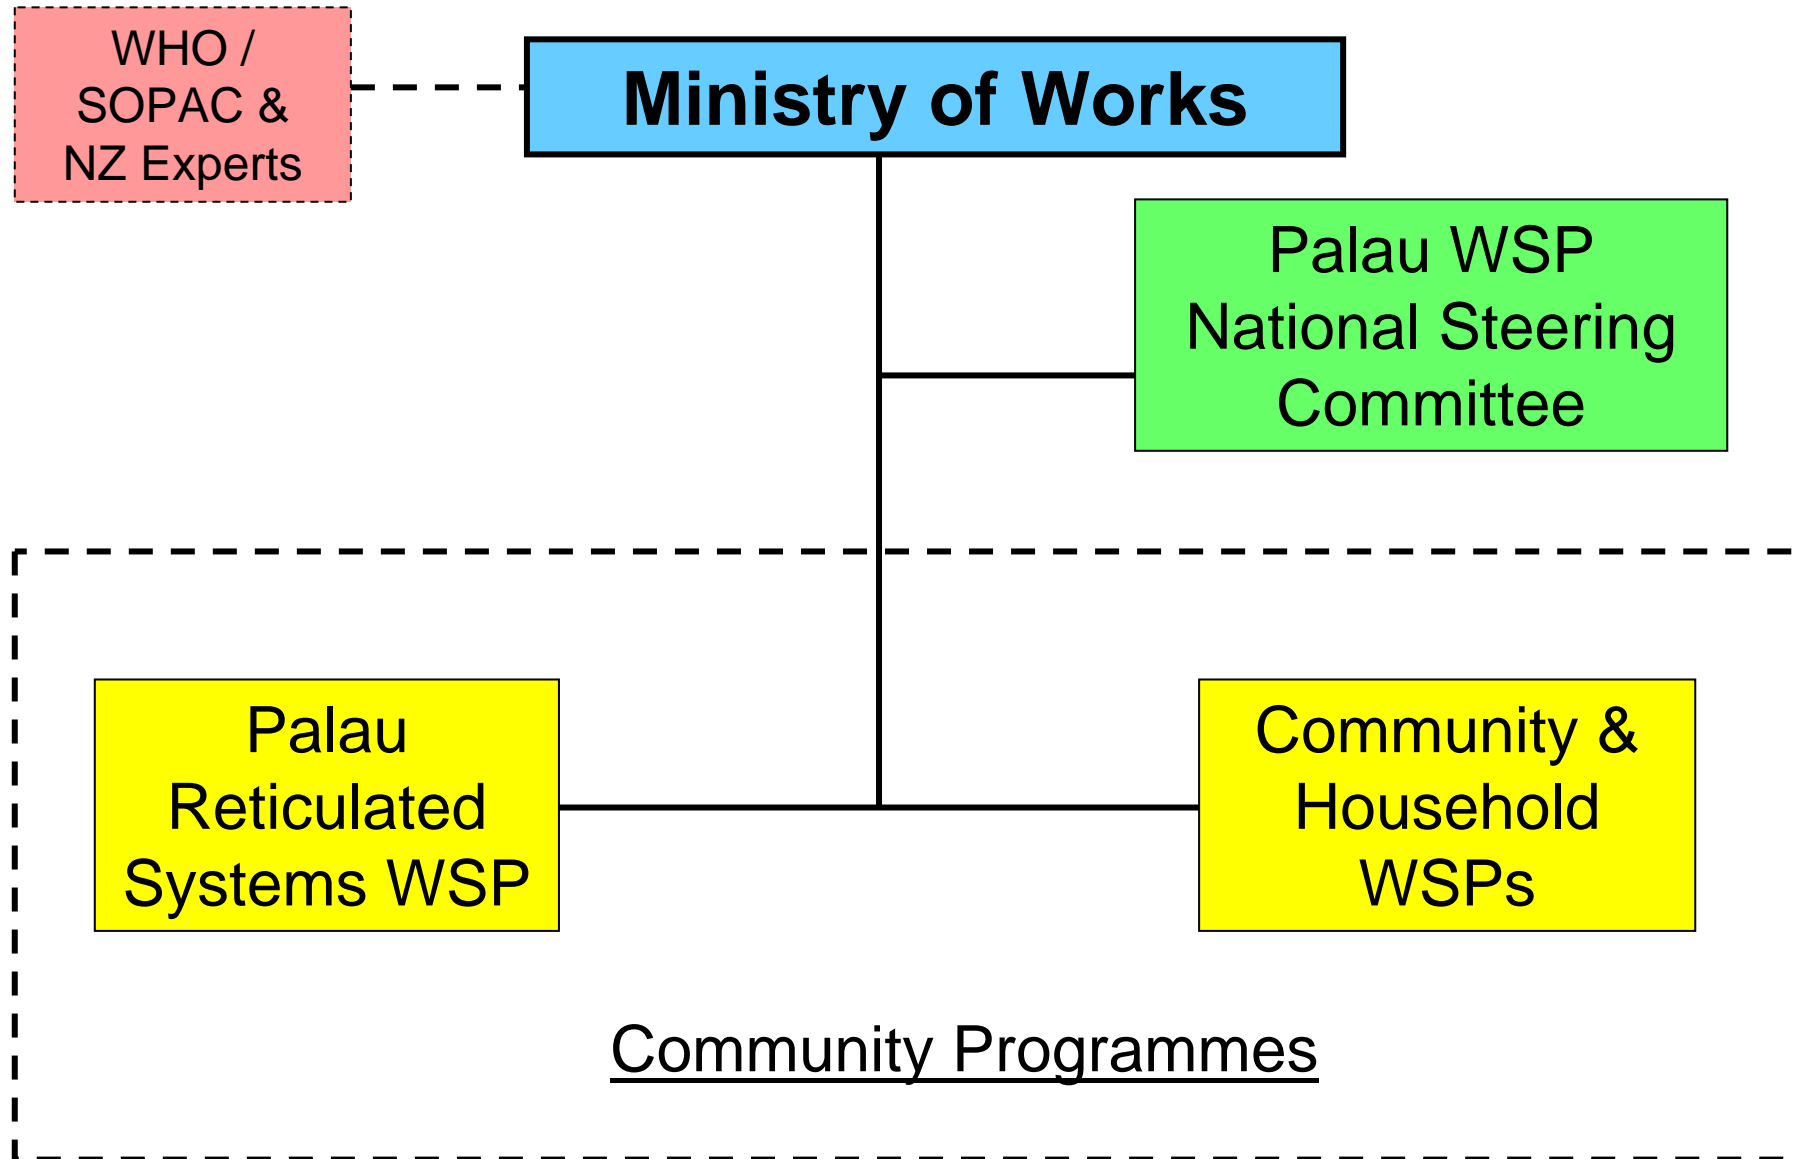 WHO /
SOPAC &
NZ Experts
Ministry of Works
Palau WSP
National Steering
Committee
Palau
Reticulated
Systems WSP
Community &
Household
WSPs
Community Programmes